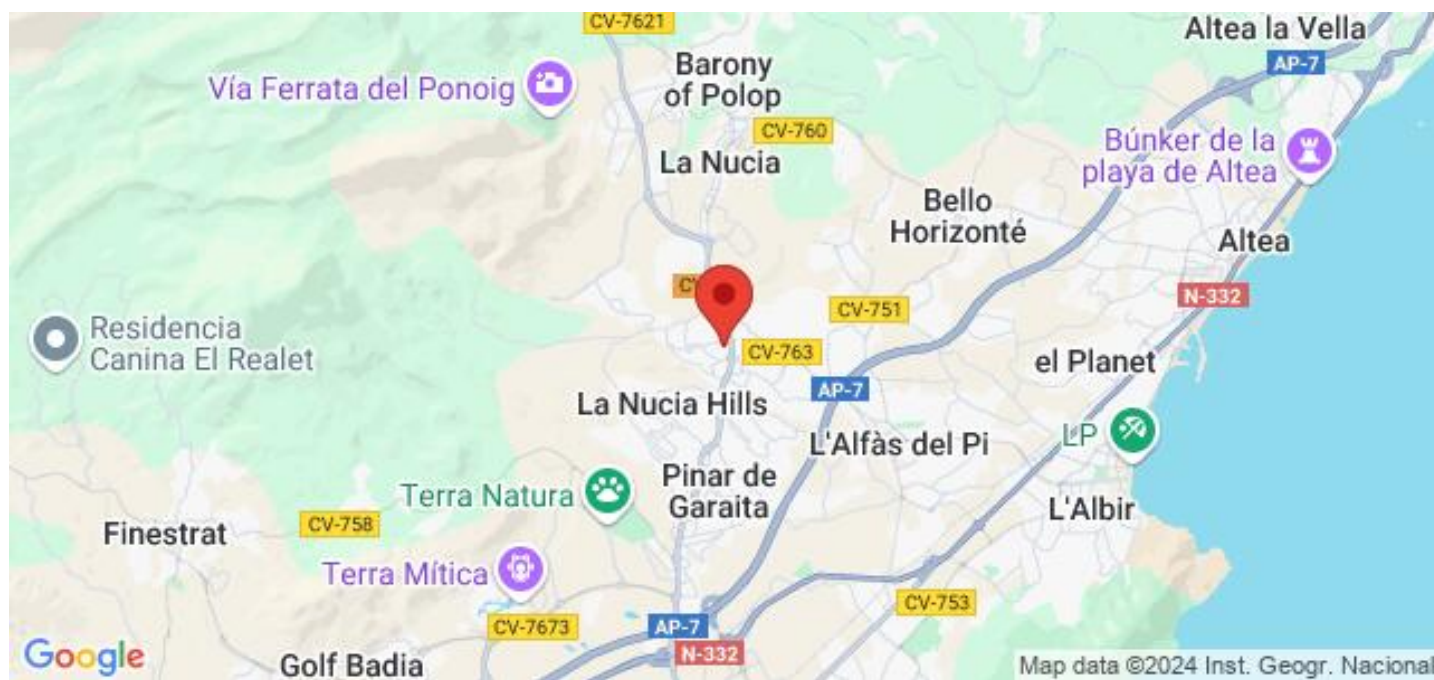 CV-7621
Altea la Vella
Barony
of Polop
AP-7
Vía Ferrata del Ponoig
CV-760
Búnker de la
playa de Altea
La Nucia
Bello
Horizonté
Altea
N-332
CV-751
Residencia
Canina El Realet
CV-763
el Planet
AP-7
La Nucia Hills
L'Alfàs del Pi
LP
Pinar de
Garaita
Terra Natura
L'Albir
CV-758
Finestrat
Terra Mítica
CV-753
CV-7673
AP-7
N-332
Google
Golf Badia
Map data ©2024 Inst. Geogr. Nacional